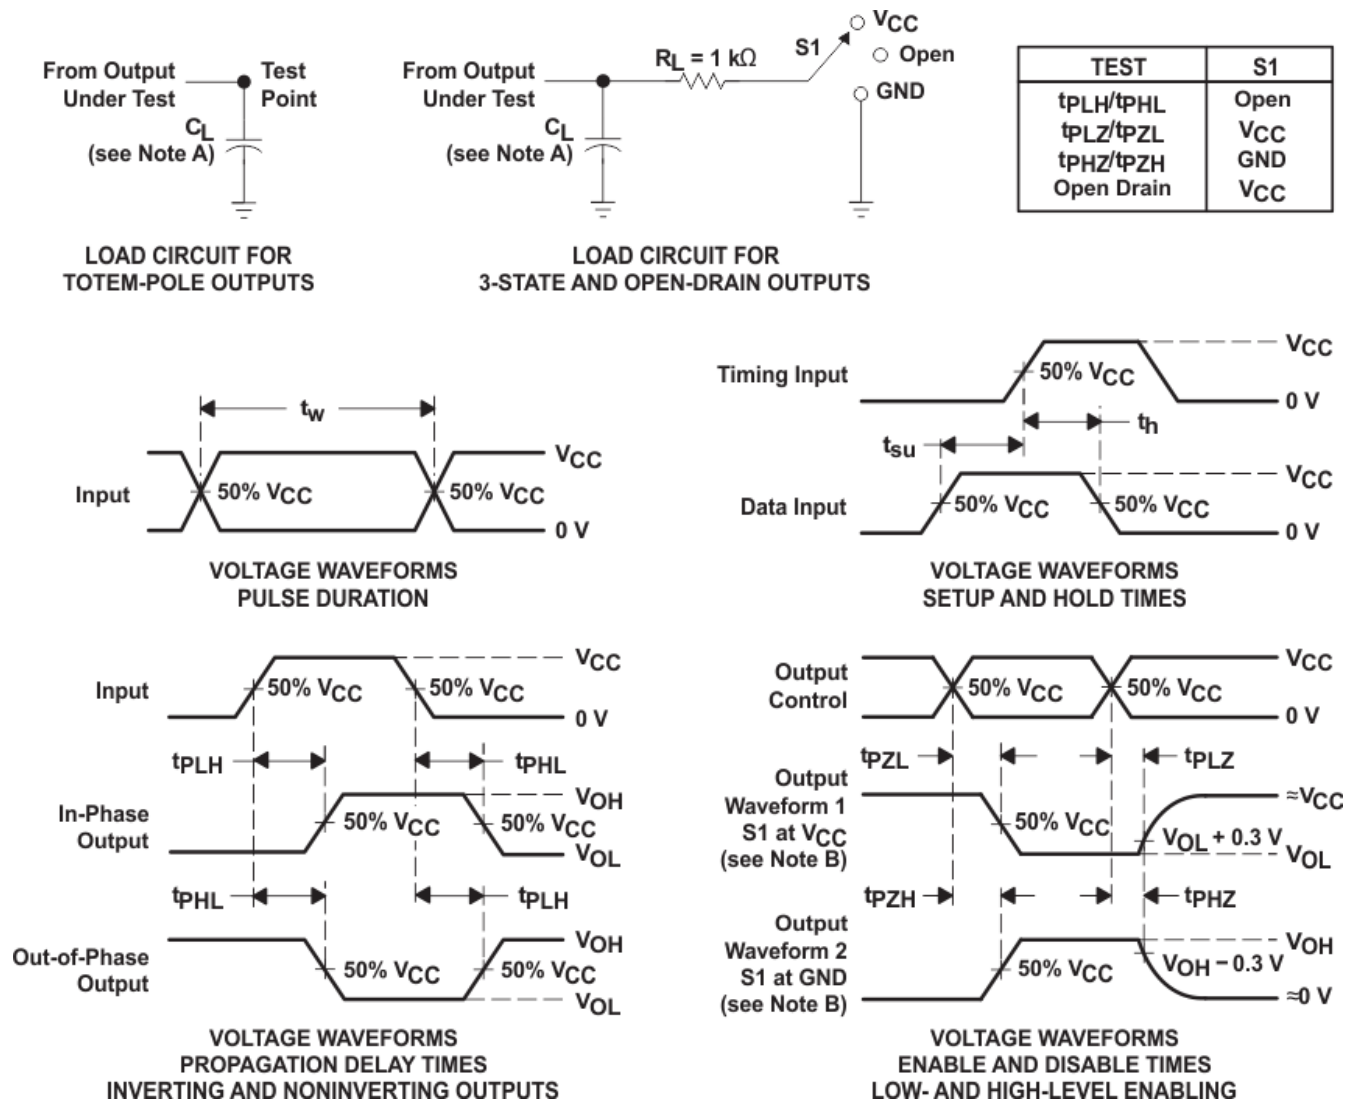 From Output
Under Test
Test
Point
CL
(see Note A)
LOAD CIRCUIT FOR
TOTEM-POLE OUTPUTS
From Output
Under Test
RL = 1 kΩ
S1
VCC
Open
GND
CL
(see Note A)
LOAD CIRCUIT FOR
3-STATE AND OPEN-DRAIN OUTPUTS
TEST S1
tPLH/tPHL Open
tPLZ/tPZL VCC
tPHZ/tPZH GND
Open Drain VCC
tw
Input
50% VCC
50% VCC
VCC
0 V
VOLTAGE WAVEFORMS
PULSE DURATION
Timing Input
50% VCC
VCC
0 V
tsu
th
Data Input
50% VCC
50% VCC
VCC
0 V
VOLTAGE WAVEFORMS
SETUP AND HOLD TIMES
Input
50% VCC
50% VCC
VCC
0 V
tPLH
tPHL
In-Phase
Output
50% VCC
50% VCC
VOH
VOL
tPHL
tPLH
Out-of-Phase
Output
50% VCC
50% VCC
VOH
VOL
VOLTAGE WAVEFORMS
PROPAGATION DELAY TIMES
INVERTING AND NONINVERTING OUTPUTS
Output
Control
50% VCC
50% VCC
VCC
0 V
tPZL
tPLZ
Output
Waveform 1
S1 at VCC
(see Note B)
50% VCC
≈VCC
VOL + 0.3 V
VOL
tPZH
tPHZ
Output
Waveform 2
S1 at GND
(see Note B)
50% VCC
VOH
VOH − 0.3 V
≈0 V
VOLTAGE WAVEFORMS
ENABLE AND DISABLE TIMES
LOW- AND HIGH-LEVEL ENABLING